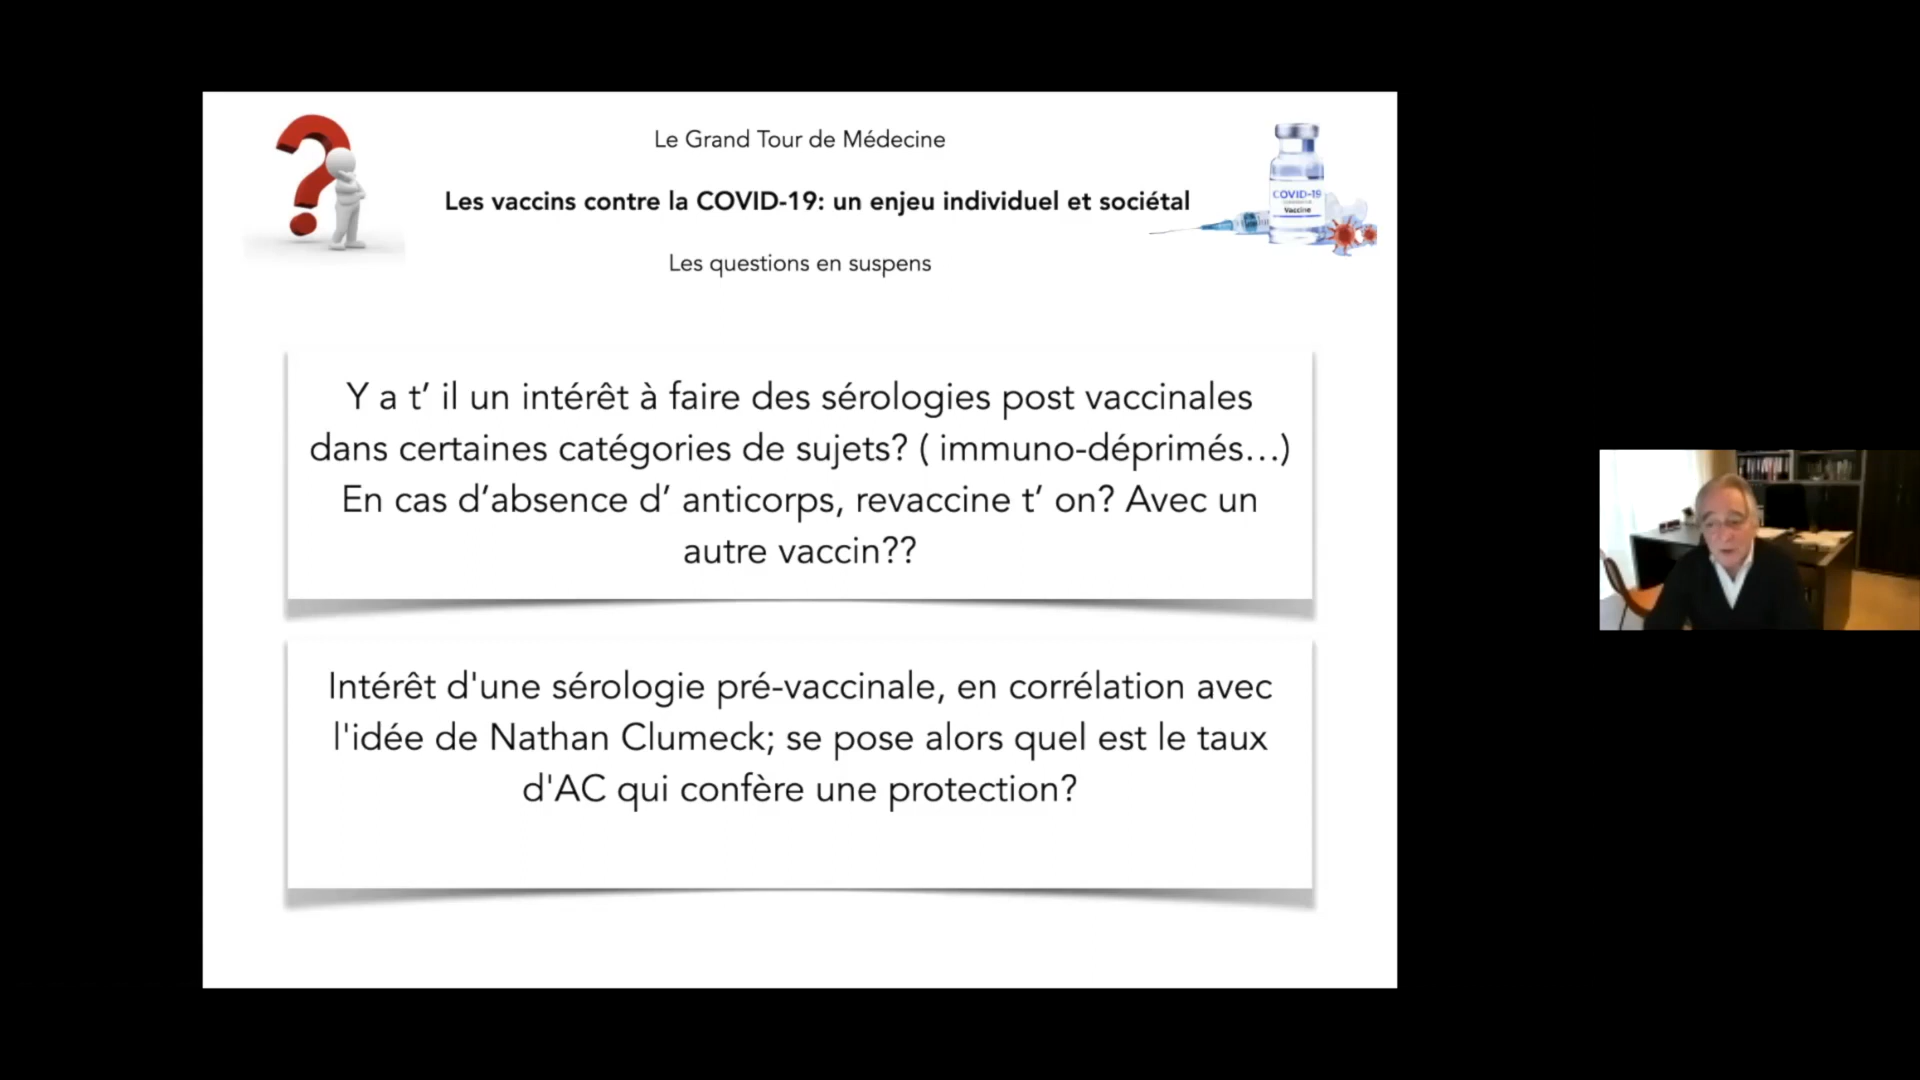 Le Grand Tour de Médecine
Les vaccins contre la COVID-19: un enjeu individuel et sociétal
COVID-19
Vaccine
Les questions en suspens
Y a t’ il un intérêt à faire des sérologies post vaccinales
dans certaines catégories de sujets? ( immuno-déprimés…)
En cas d’absence d’ anticorps, revaccine t’ on? Avec un
autre vaccin??
Intérêt d'une sérologie pré-vaccinale, en corrélation avec
l'idée de Nathan Clumeck; se pose alors quel est le taux
d'AC qui confère une protection?